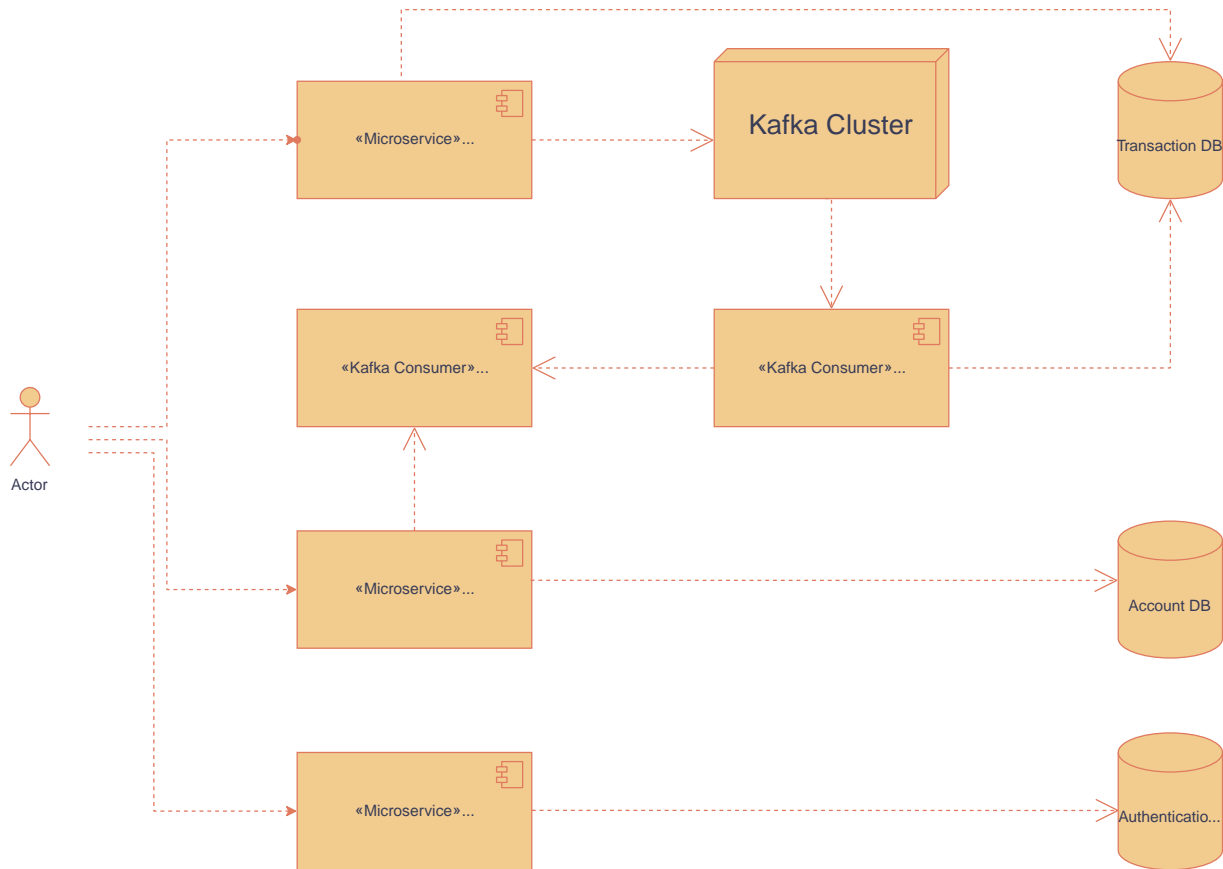 Kafka Cluster
«Microservice»...
Transaction DB
«Kafka Consumer»...
«Kafka Consumer»...
Actor
«Microservice»...
Account DB
«Microservice»...
Authenticatio...